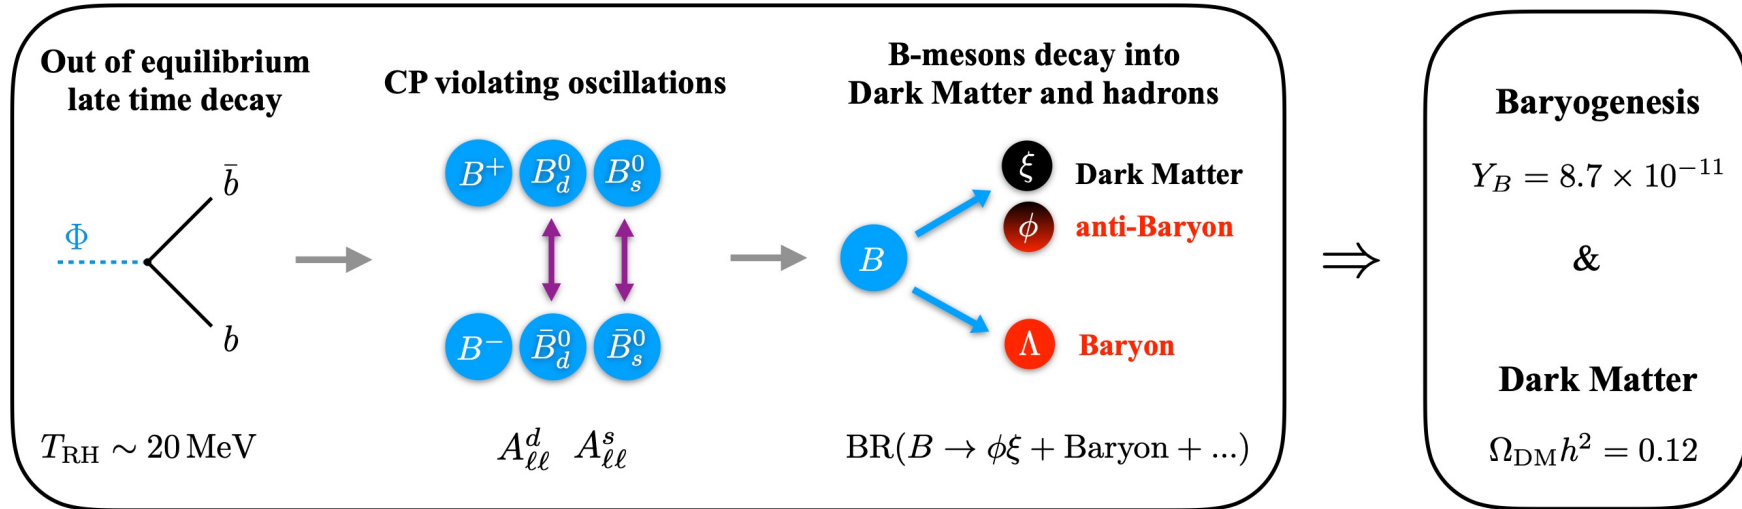 Out of equilibrium
late time decay
Φ
b̄
b
T_RH ∼ 20 MeV
CP violating oscillations
B⁺ B⁰_d B⁰_s
B⁻ B̄⁰_d B̄⁰_s
A^d_ℓℓ A^s_ℓℓ
B-mesons decay into
Dark Matter and hadrons
B
ξ Dark Matter
ϕ anti-Baryon
Λ Baryon
BR(B → ϕξ + Baryon + ...)
⇒
Baryogenesis
Y_B = 8.7 × 10⁻¹¹
&
Dark Matter
Ω_DM h² = 0.12